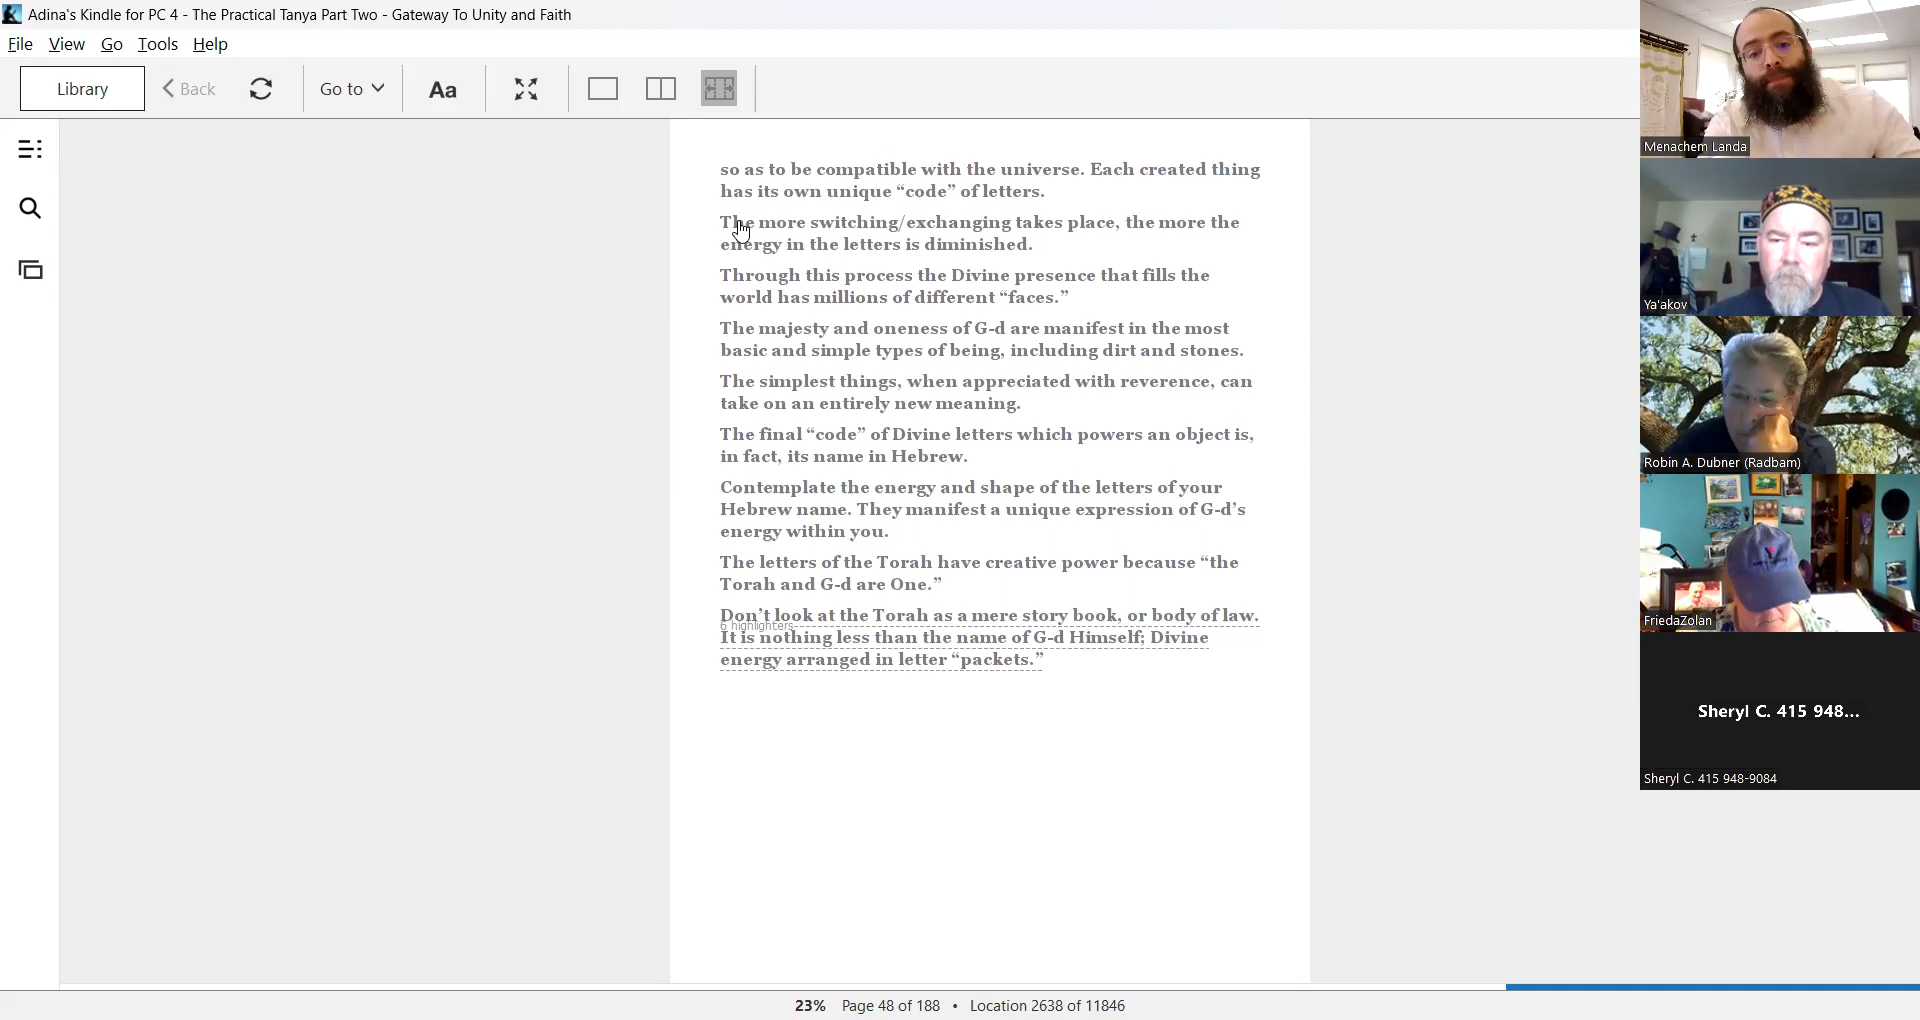 Adina's Kindle for PC 4 - The Practical Tanya Part Two - Gateway To Unity and Faith
File View Go Tools Help
Library Back Go to Aa
so as to be compatible with the universe. Each created thing
has its own unique “code” of letters.
The more switching/exchanging takes place, the more the
energy in the letters is diminished.
Through this process the Divine presence that fills the
world has millions of different “faces.”
The majesty and oneness of G-d are manifest in the most
basic and simple types of being, including dirt and stones.
The simplest things, when appreciated with reverence, can
take on an entirely new meaning.
The final “code” of Divine letters which powers an object is,
in fact, its name in Hebrew.
Contemplate the energy and shape of the letters of your
Hebrew name. They manifest a unique expression of G-d’s
energy within you.
The letters of the Torah have creative power because “the
Torah and G-d are One.”
Don’t look at the Torah as a mere story book, or body of law.
6 highlighters
It is nothing less than the name of G-d Himself; Divine
energy arranged in letter “packets.”
23% Page 48 of 188 • Location 2638 of 11846
Menachem Landa
Ya'akov
Robin A. Dubner (Radbam)
FriedaZolan
Sheryl C. 415 948...
Sheryl C. 415 948-9084